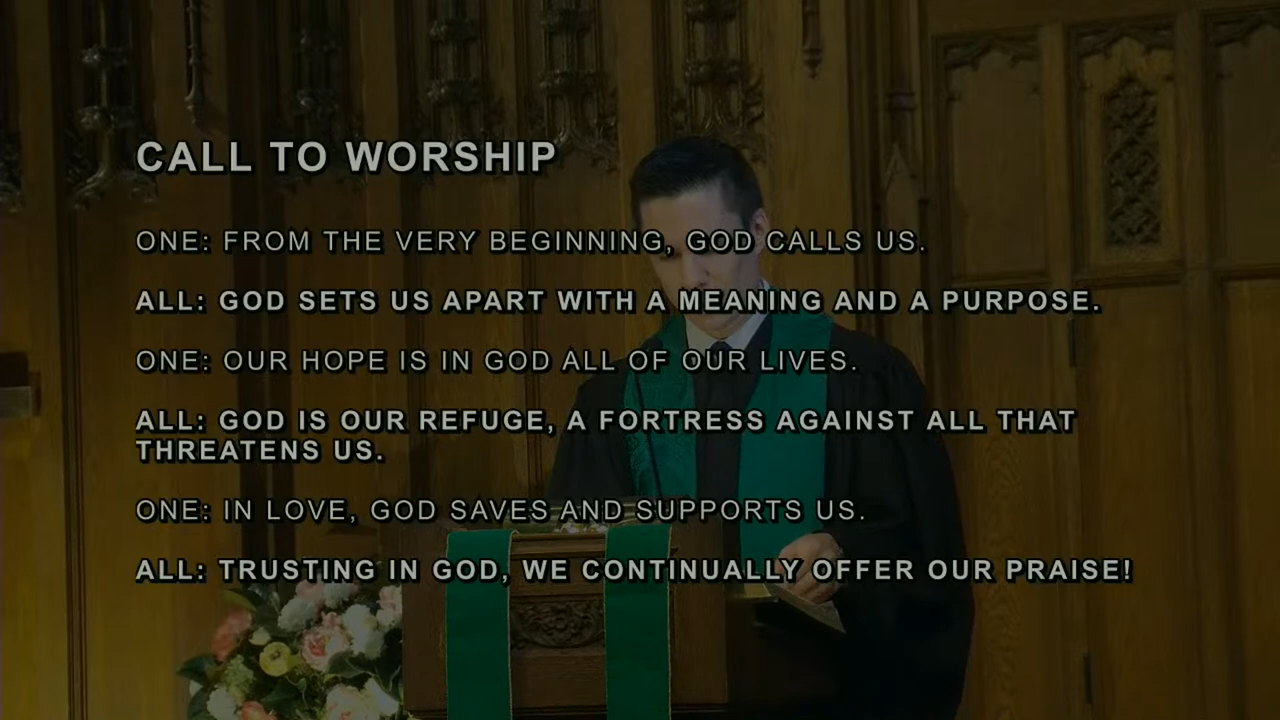 CALL TO WORSHIP
ONE: FROM THE VERY BEGINNING, GOD CALLS US.
ALL: GOD SETS US APART WITH A MEANING AND A PURPOSE.
ONE: OUR HOPE IS IN GOD ALL OF OUR LIVES.
ALL: GOD IS OUR REFUGE, A FORTRESS AGAINST ALL THAT
THREATENS US.
ONE: IN LOVE, GOD SAVES AND SUPPORTS US.
ALL: TRUSTING IN GOD, WE CONTINUALLY OFFER OUR PRAISE!